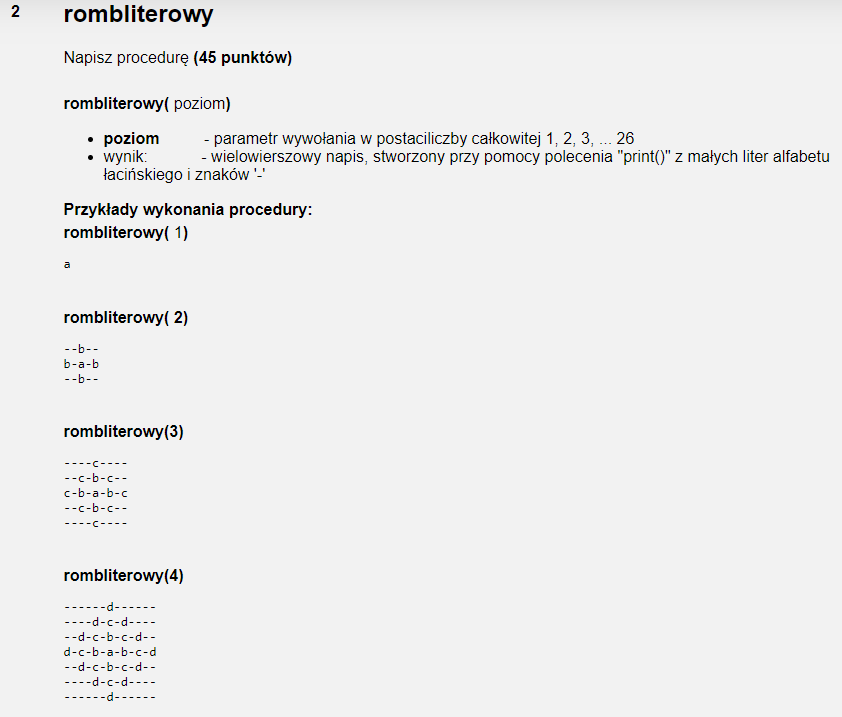 2 rombliterowy
Napisz procedurę (45 punktów)
rombliterowy( poziom)
• poziom - parametr wywołania w postaciliczby całkowitej 1, 2, 3, ... 26
• wynik: - wielowierszowy napis, stworzony przy pomocy polecenia "print()" z małych liter alfabetu
łacińskiego i znaków '-'
Przykłady wykonania procedury:
rombliterowy( 1)
a
rombliterowy( 2)
--b--
b-a-b
--b--
rombliterowy(3)
----c----
--c-b-c--
c-b-a-b-c
--c-b-c--
----c----
rombliterowy(4)
------d------
----d-c-d----
--d-c-b-c-d--
d-c-b-a-b-c-d
--d-c-b-c-d--
----d-c-d----
------d------